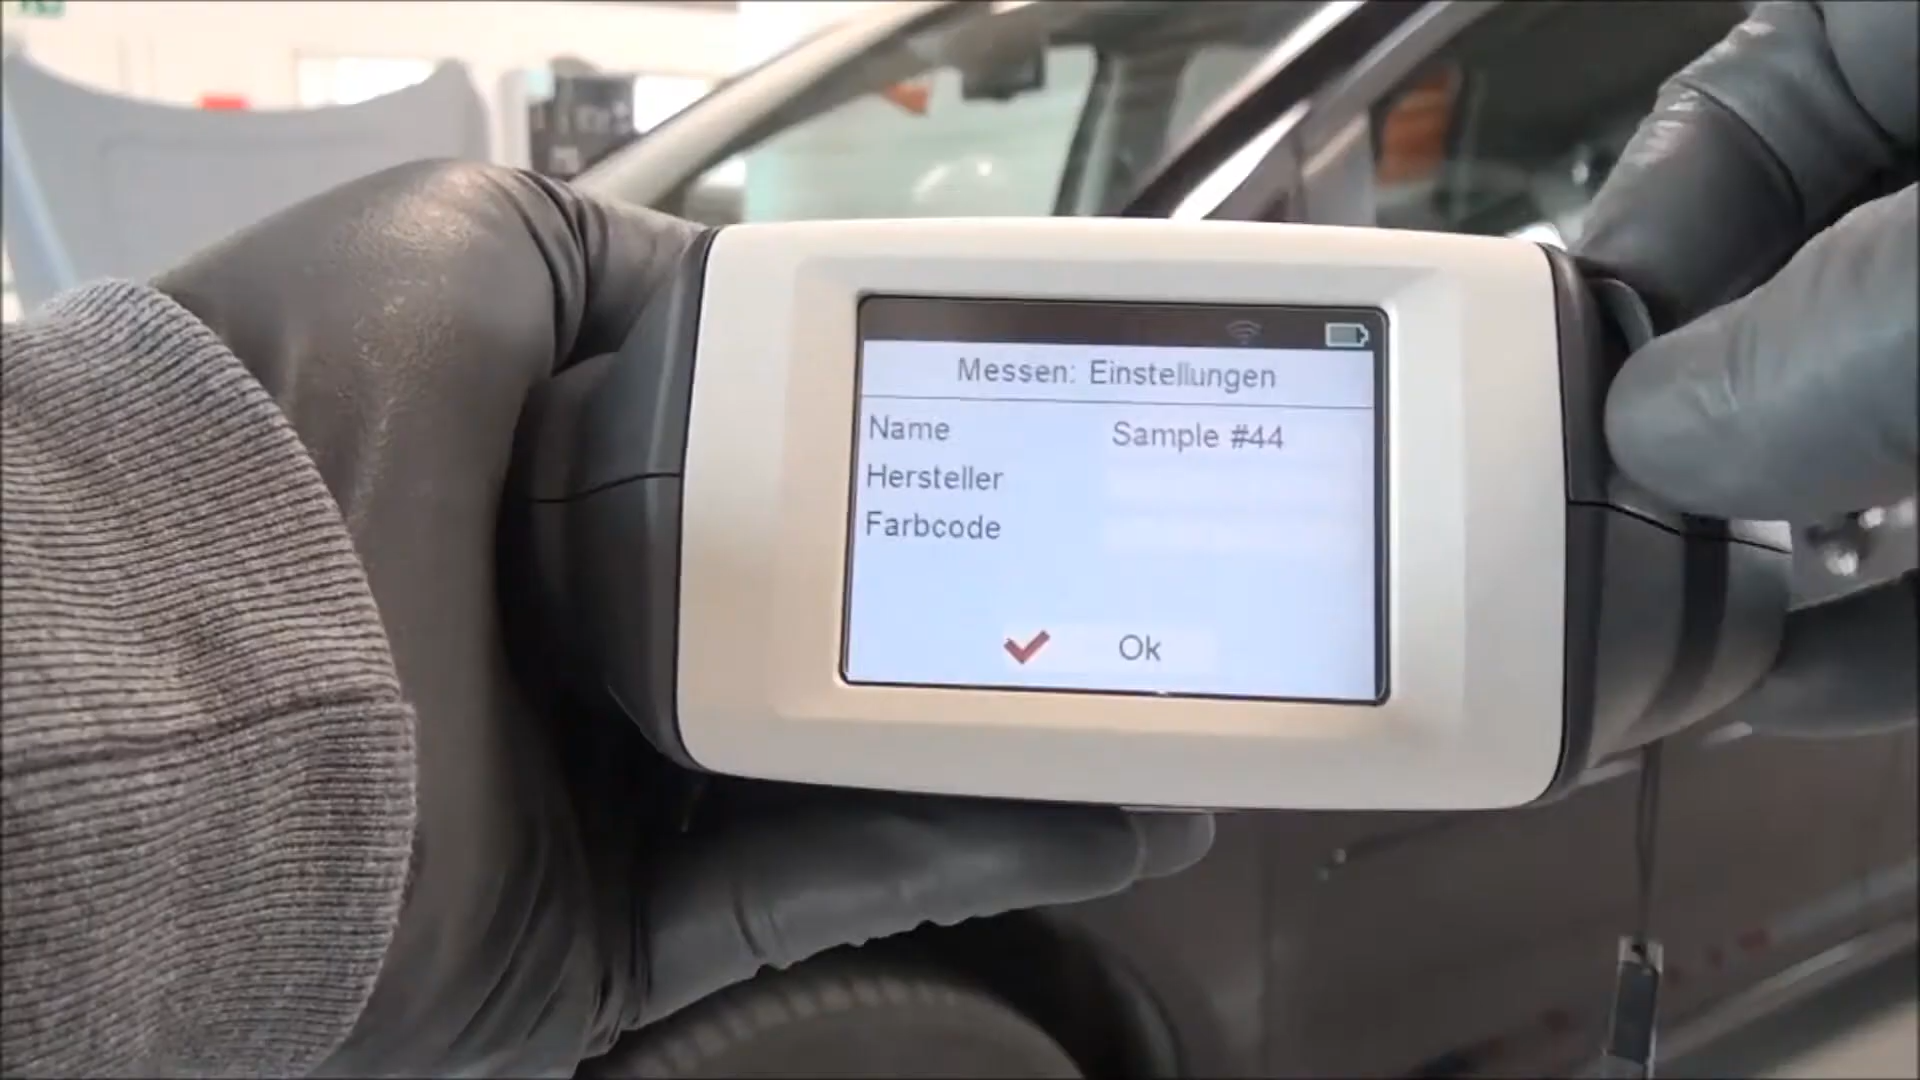 Messen: Einstellungen
Name Sample #44
Hersteller
Farbcode
Ok